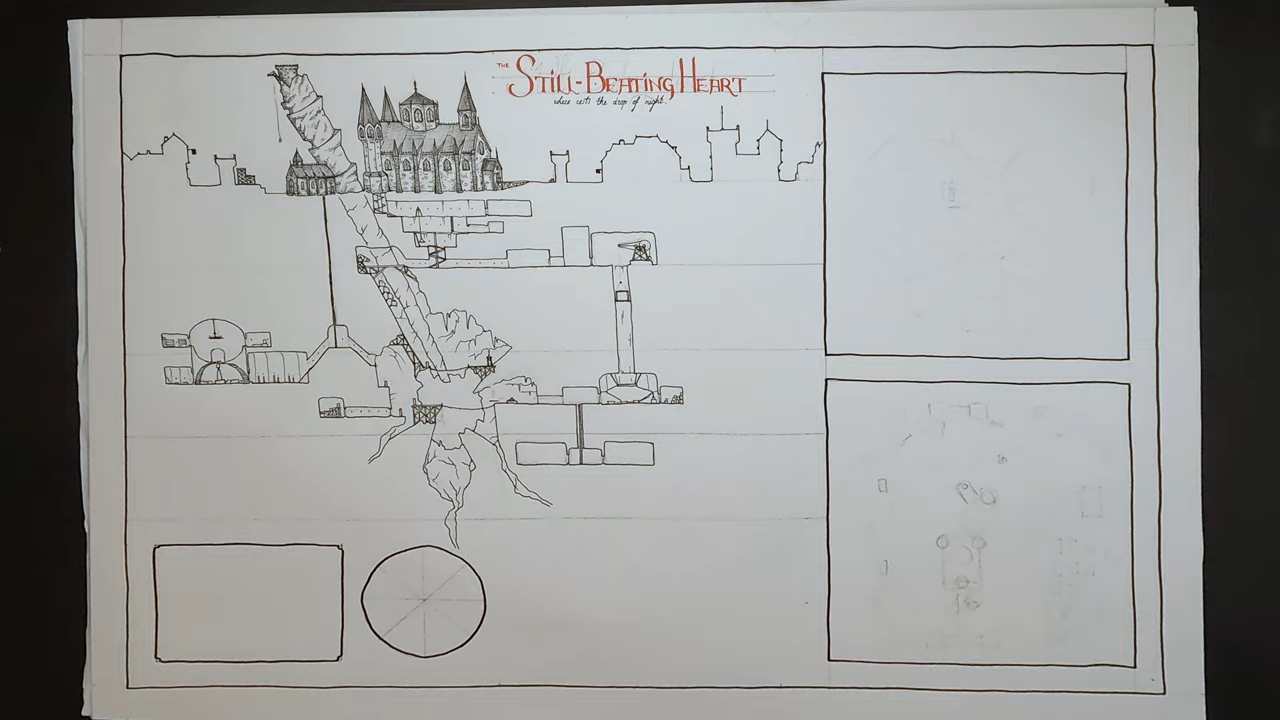 THE STILL-BEATING HEART
where rests the drop of night.